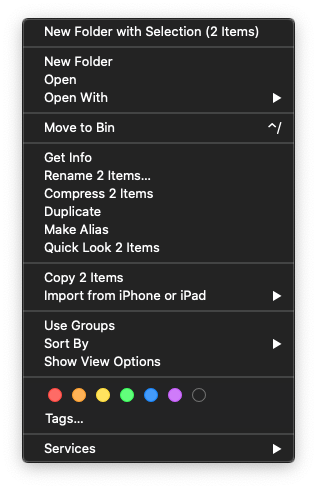 New Folder with Selection (2 Items)
New Folder
Open
Open With
Move to Bin ^/
Get Info
Rename 2 Items...
Compress 2 Items
Duplicate
Make Alias
Quick Look 2 Items
Copy 2 Items
Import from iPhone or iPad
Use Groups
Sort By
Show View Options
Tags...
Services